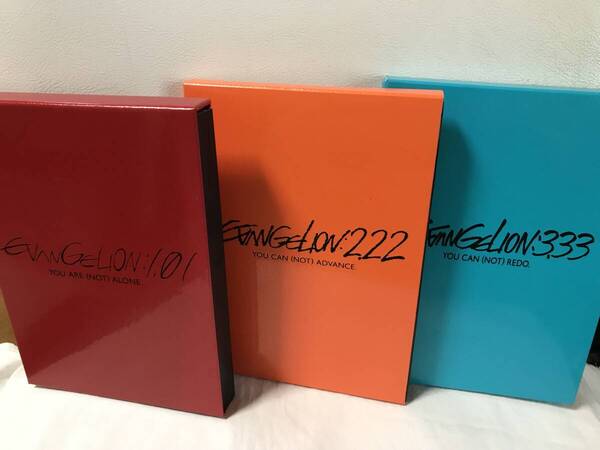 EVANGELION:1.01
YOU ARE (NOT) ALONE.
EVANGELION:2.22
YOU CAN (NOT) ADVANCE.
EVANGELION:3.33
YOU CAN (NOT) REDO.